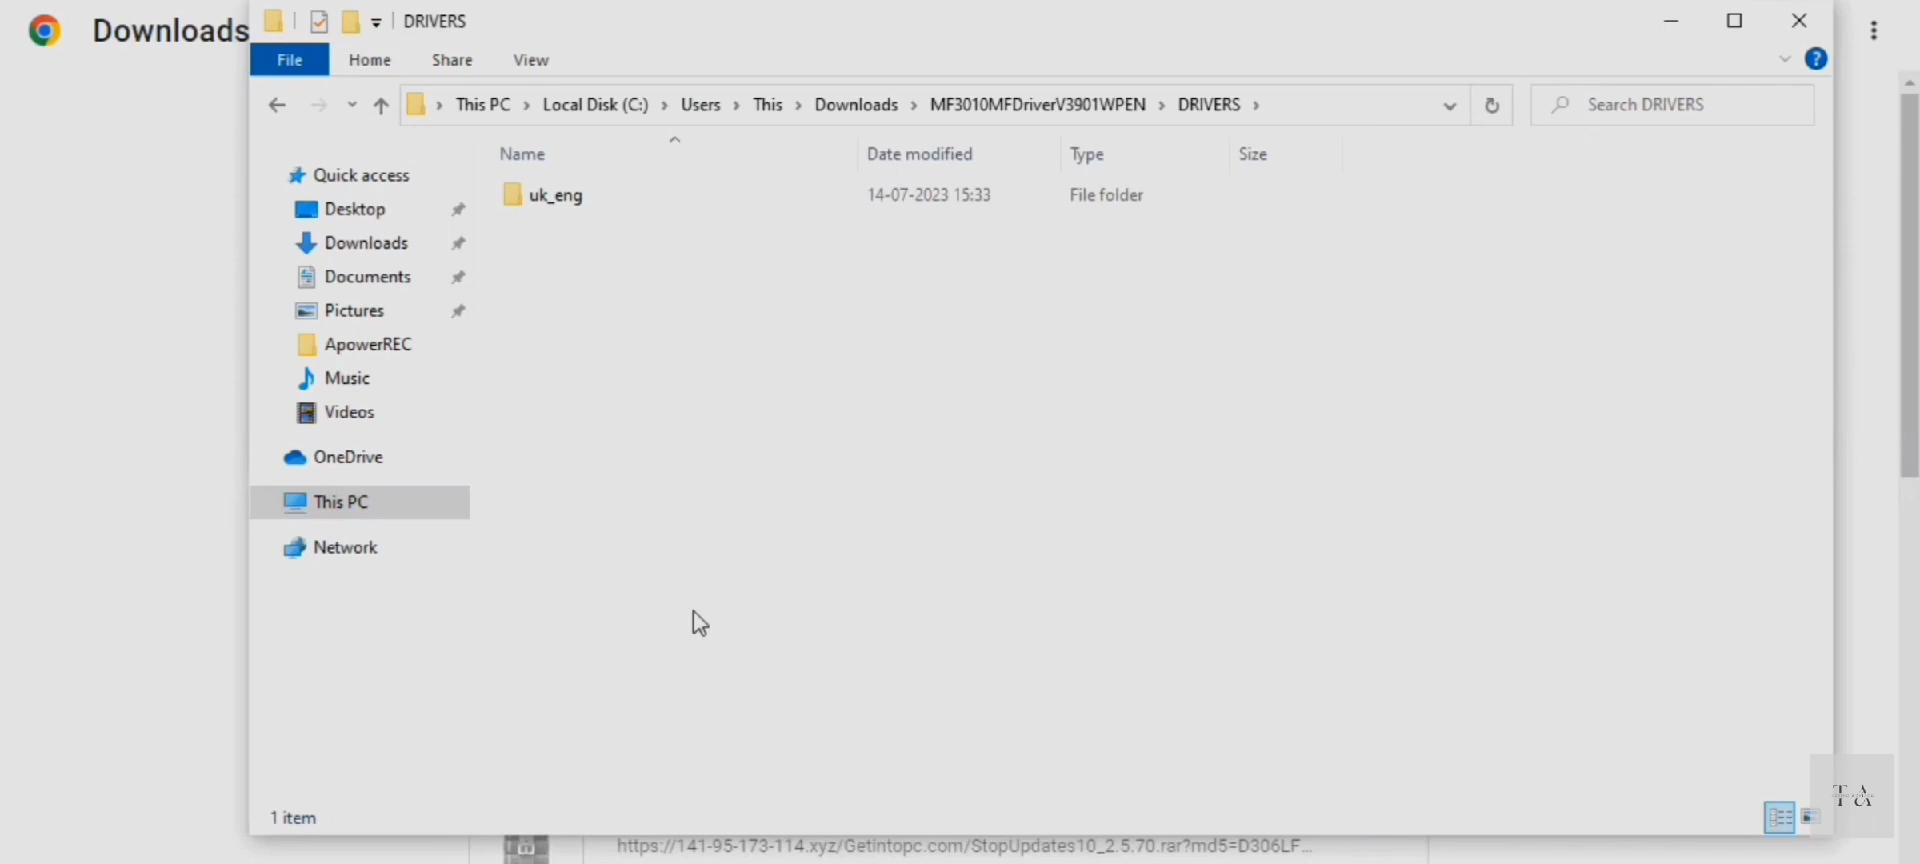 Downloads
DRIVERS
File Home Share View
This PC Local Disk (C:) Users This Downloads MF3010MFDriverV3901WPEN DRIVERS
Search DRIVERS
Name Date modified Type Size
uk_eng 14-07-2023 15:33 File folder
Quick access
Desktop
Downloads
Documents
Pictures
ApowerREC
Music
Videos
OneDrive
This PC
Network
1 item
T A
https://141-95-173-114.xyz/Getintopc.com/StopUpdates10_2.5.70.rar?md5=D306LF...